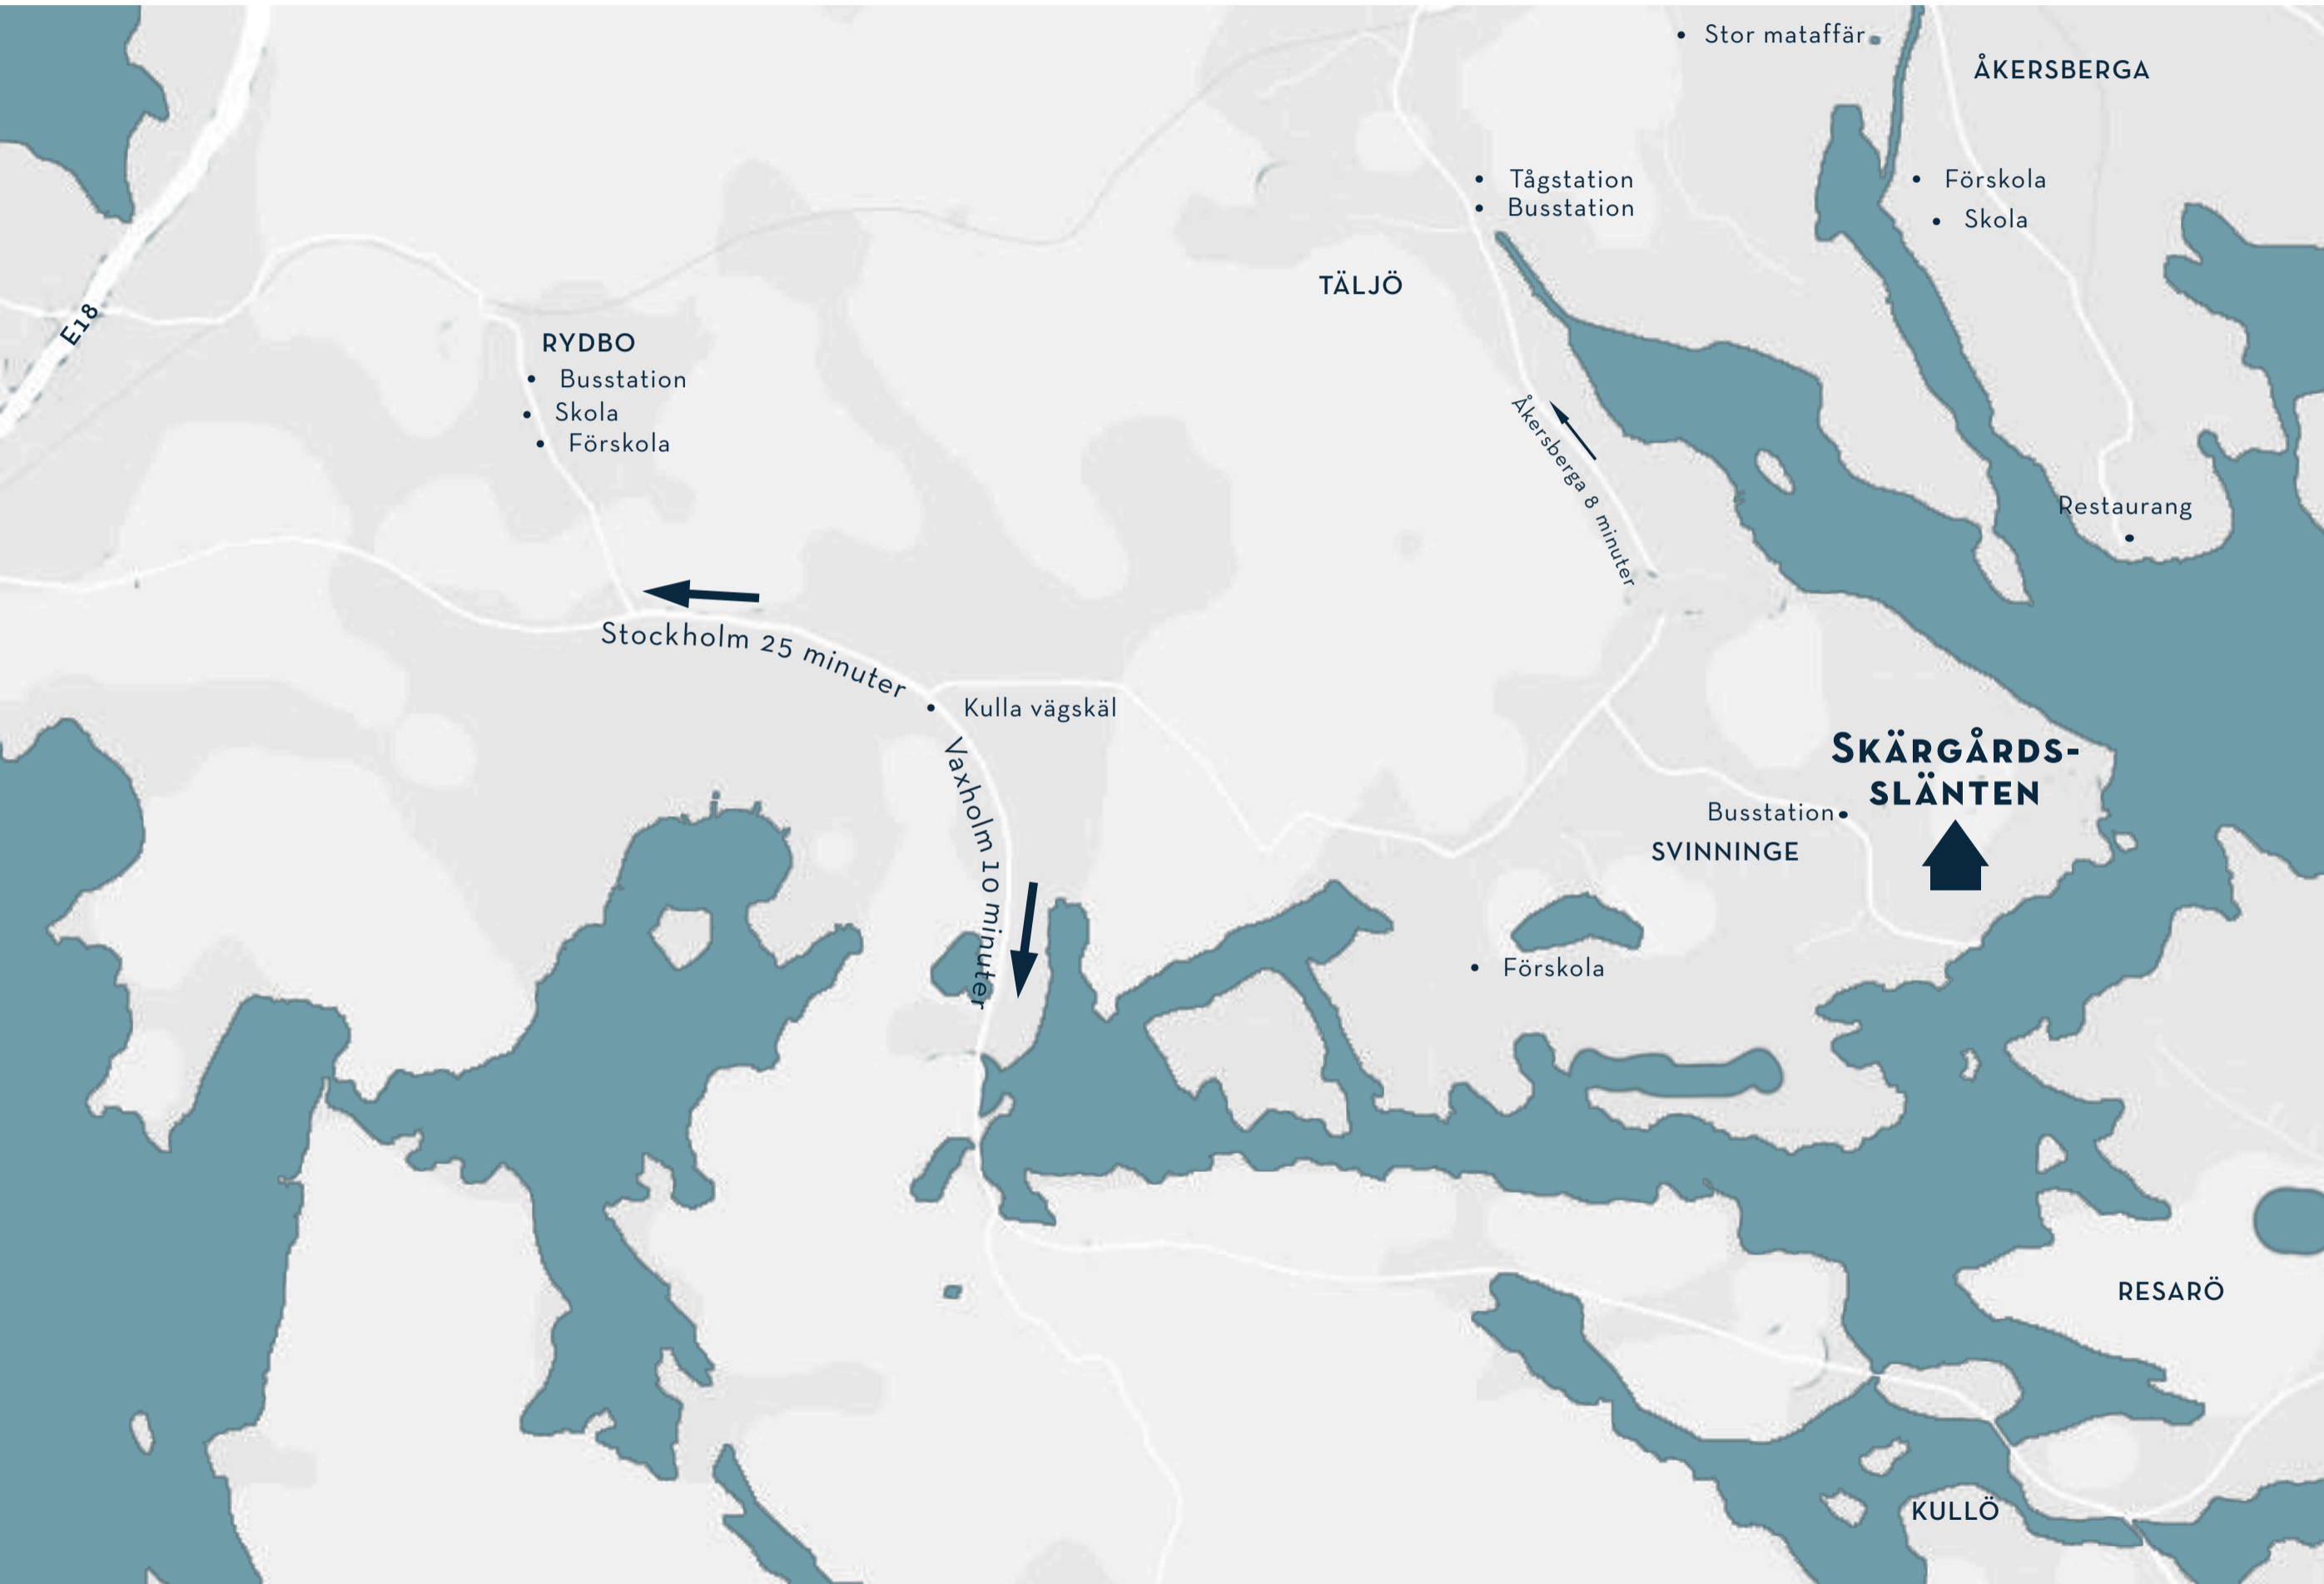 Stor mataffär
ÅKERSBERGA
Tågstation
Busstation
Förskola
Skola
TÄLJÖ
E18
RYDBO
Busstation
Skola
Förskola
Åkersberga 8 minuter
Restaurang
Stockholm 25 minuter
Kulla vägskäl
Vaxholm 10 minuter
SKÄRGÅRDS-
SLÄNTEN
Busstation
SVINNINGE
Förskola
RESARÖ
KULLÖ